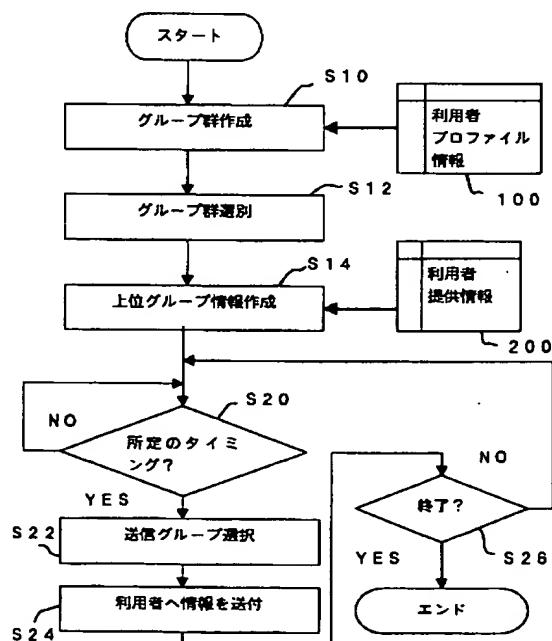 スタート
S10
グループ群作成
利用者
プロファイル
情報
100
S12
グループ群選別
S14
上位グループ情報作成
利用者
提供情報
200
S20
NO
所定のタイミ
ング?
YES
NO
終了?
S22
送信グループ選択
YES
S26
S24
利用者へ情報を送付
エンド